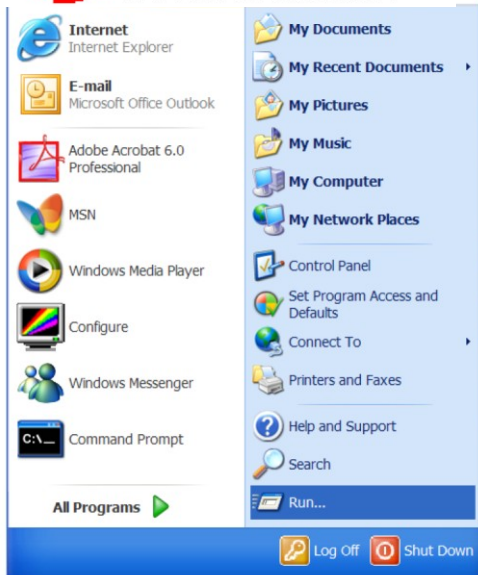 Internet
Internet Explorer
E-mail
Microsoft Office Outlook
Adobe Acrobat 6.0
Professional
MSN
Windows Media Player
Configure
Windows Messenger
C:\_
Command Prompt
All Programs
My Documents
My Recent Documents
My Pictures
My Music
My Computer
My Network Places
Control Panel
Set Program Access and
Defaults
Connect To
Printers and Faxes
Help and Support
Search
Run...
Log Off
Shut Down